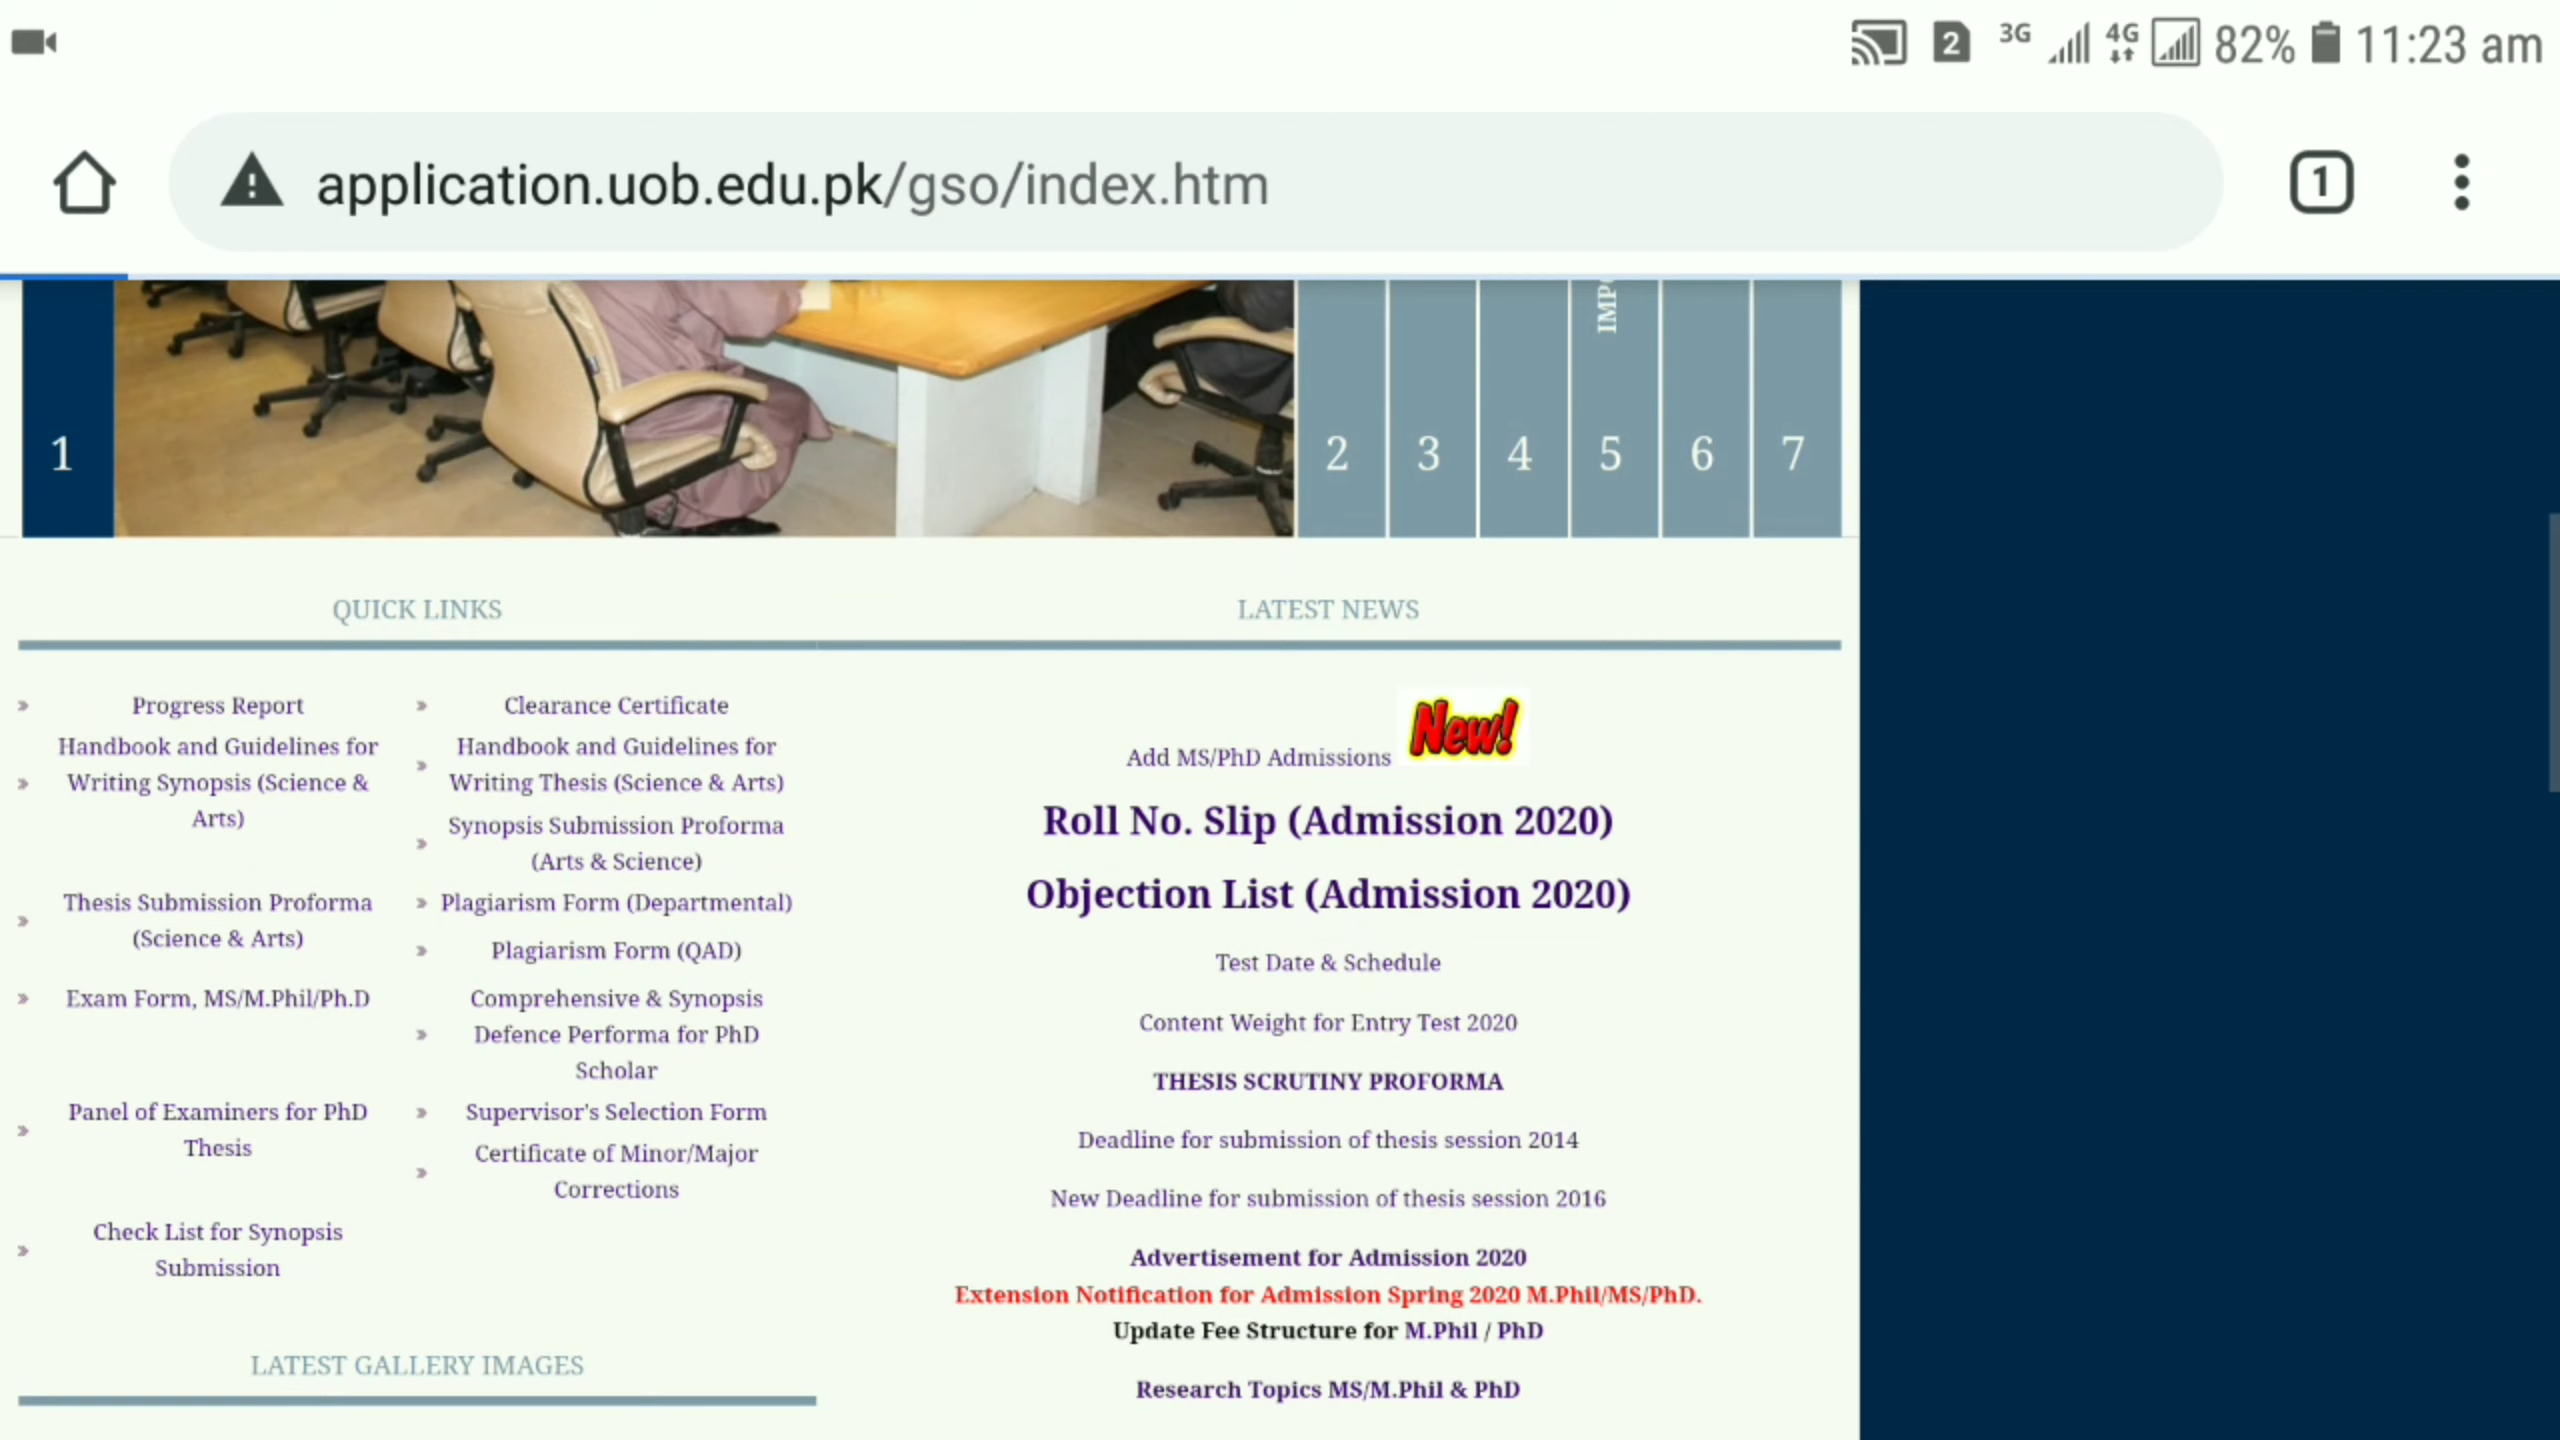 2 3G 4G 82% 11:23 am
application.uob.edu.pk/gso/index.htm
1
IMP
1 2 3 4 5 6 7
QUICK LINKS
Progress Report
Handbook and Guidelines for
Writing Synopsis (Science &
Arts)
Thesis Submission Proforma
(Science & Arts)
Exam Form, MS/M.Phil/Ph.D
Panel of Examiners for PhD
Thesis
Check List for Synopsis
Submission
Clearance Certificate
Handbook and Guidelines for
Writing Thesis (Science & Arts)
Synopsis Submission Proforma
(Arts & Science)
Plagiarism Form (Departmental)
Plagiarism Form (QAD)
Comprehensive & Synopsis
Defence Performa for PhD
Scholar
Supervisor's Selection Form
Certificate of Minor/Major
Corrections
LATEST GALLERY IMAGES
LATEST NEWS
New!
Add MS/PhD Admissions
Roll No. Slip (Admission 2020)
Objection List (Admission 2020)
Test Date & Schedule
Content Weight for Entry Test 2020
THESIS SCRUTINY PROFORMA
Deadline for submission of thesis session 2014
New Deadline for submission of thesis session 2016
Advertisement for Admission 2020
Extension Notification for Admission Spring 2020 M.Phil/MS/PhD.
Update Fee Structure for M.Phil / PhD
Research Topics MS/M.Phil & PhD